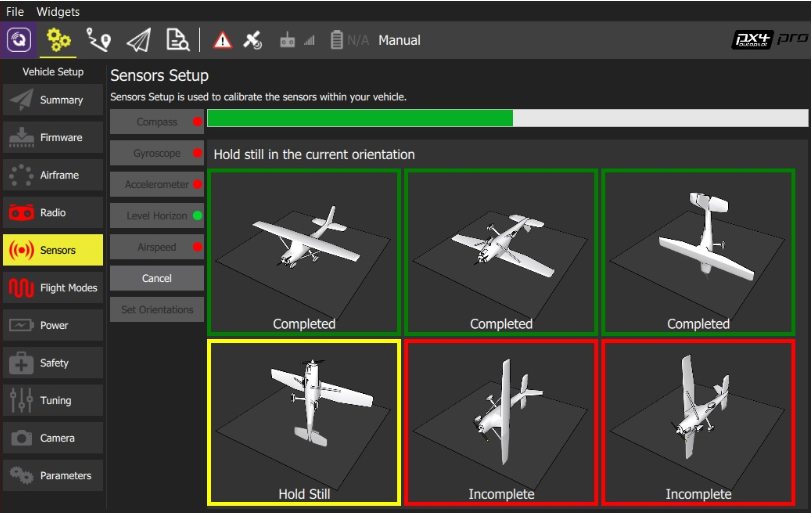 File Widgets
N/A Manual
px4 pro
autopilot
Vehicle Setup
Summary
Firmware
Airframe
Radio
Sensors
Flight Modes
Power
Safety
Tuning
Camera
Parameters
Sensors Setup
Sensors Setup is used to calibrate the sensors within your vehicle.
Compass
Gyroscope
Accelerometer
Level Horizon
Airspeed
Cancel
Set Orientations
Hold still in the current orientation
Completed
Completed
Completed
Hold Still
Incomplete
Incomplete